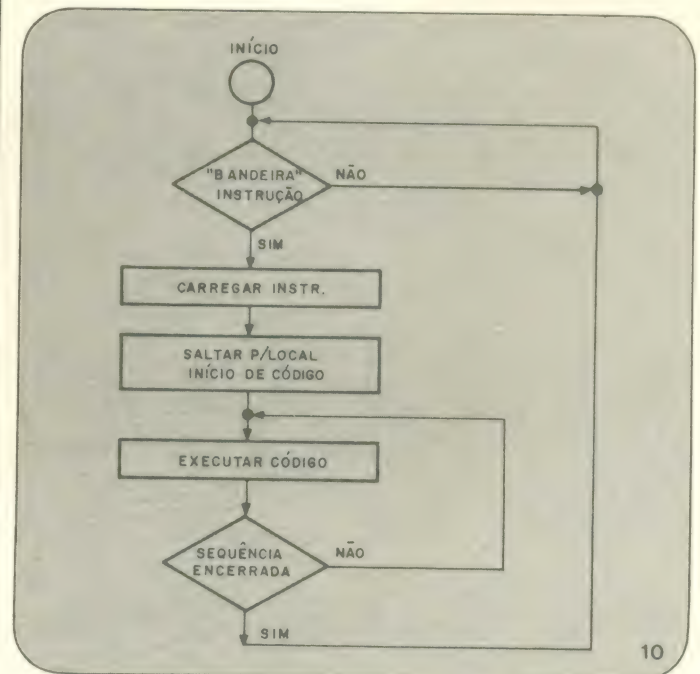 INÍCIO
"BANDEIRA"
INSTRUÇÃO
NÃO
SIM
CARREGAR INSTR.
SALTAR P/LOCAL
INÍCIO DE CÓDIGO
EXECUTAR CÓDIGO
SEQUÊNCIA
ENCERRADA
NÃO
SIM
10